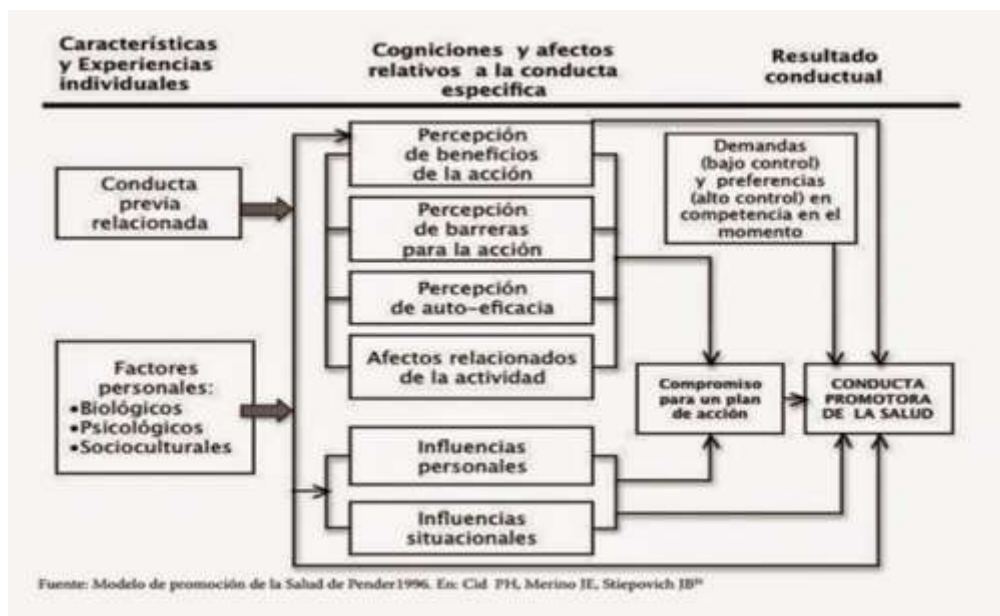 Características
y Experiencias
individuales
Cogniciones y afectos
relativos a la conducta
especifica
Resultado
conductual
Conducta
previa
relacionada
Factores
personales:
•Biológicos
•Psicológicos
•Socioculturales
Percepción
de beneficios
de la acción
Percepción
de barreras
para la acción
Percepción
de auto-eficacia
Afectos relacionados
de la actividad
Influencias
personales
Influencias
situacionales
Demandas
(bajo control)
y preferencias
(alto control) en
competencia en el
momento
Compromiso
para un plan
de acción
CONDUCTA
PROMOTORA
DE LA SALUD
Fuente: Modelo de promoción de la Salud de Pender1996. En: Cid PH, Merino JE, Stiepovich JB